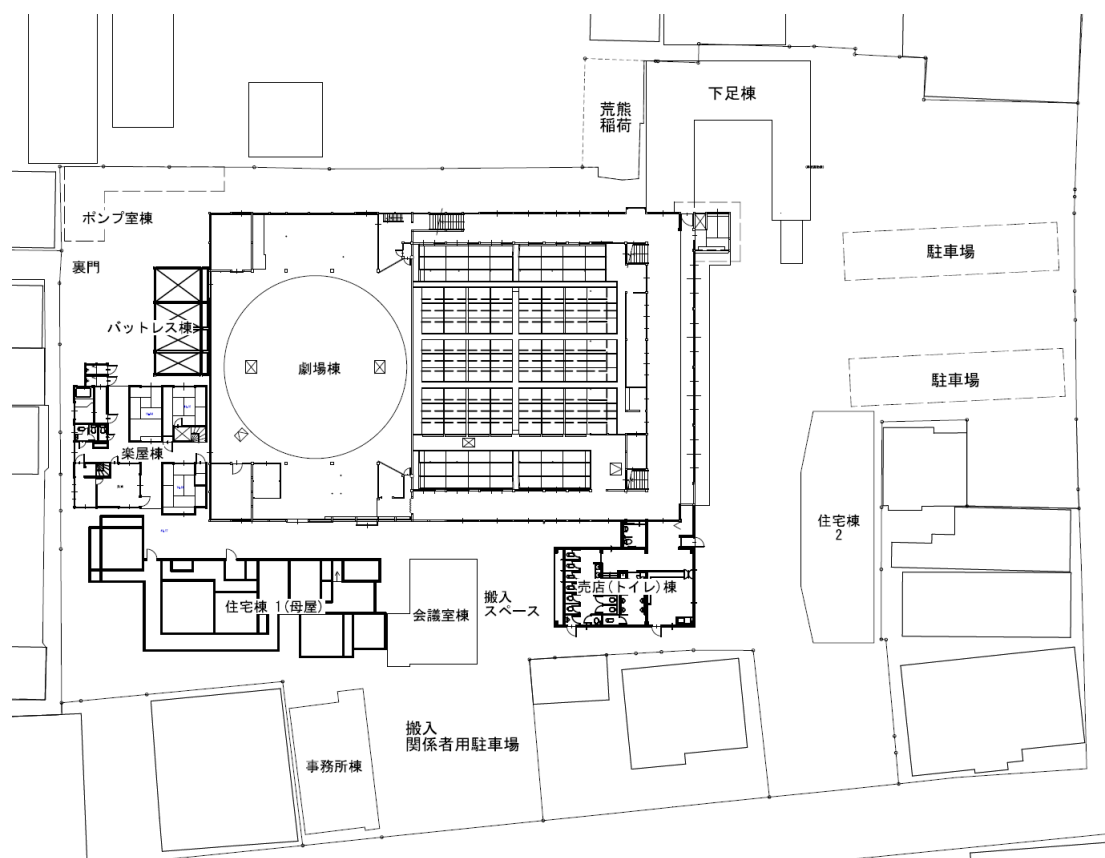 下足棟
荒熊
稲荷
ポンプ室棟
駐車場
裏門
バットレス棟
劇場棟
駐車場
楽屋棟
住宅棟
2
売店(トイレ)棟
住宅棟 1(母屋)
会議室棟
搬入
スペース
搬入
関係者用駐車場
事務所棟